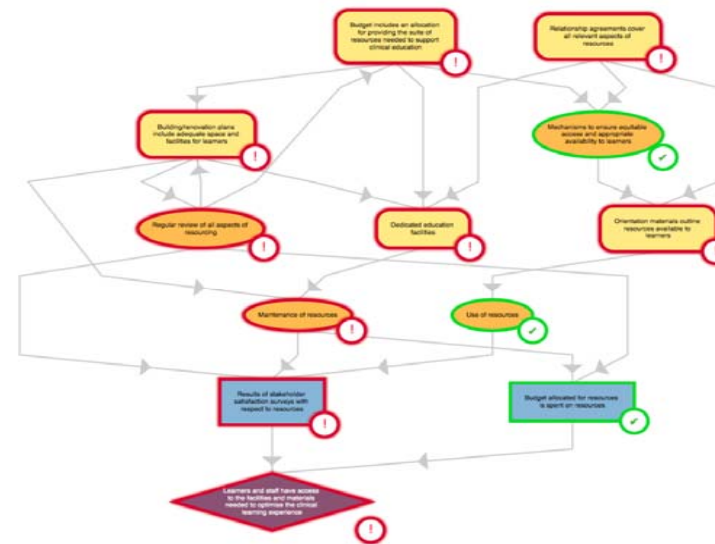 Budget includes an allocation
for providing the suite of
resources needed to support
clinical education
Relationship agreements cover
all relevant aspects of
resources
Building/renovation plans
include adequate space and
facilities for learners
Mechanisms to ensure equitable
access and appropriate
availability to learners
Regular review of all aspects of
resourcing
Dedicated education
facilities
Orientation materials outline
resources available to
learners
Maintenance of resources
Use of resources
Results of stakeholder
satisfaction surveys with
respect to resources
Budget allocated for resources
is spent on resources
Learners and staff have access
to the facilities and materials
needed to optimise the clinical
learning experience